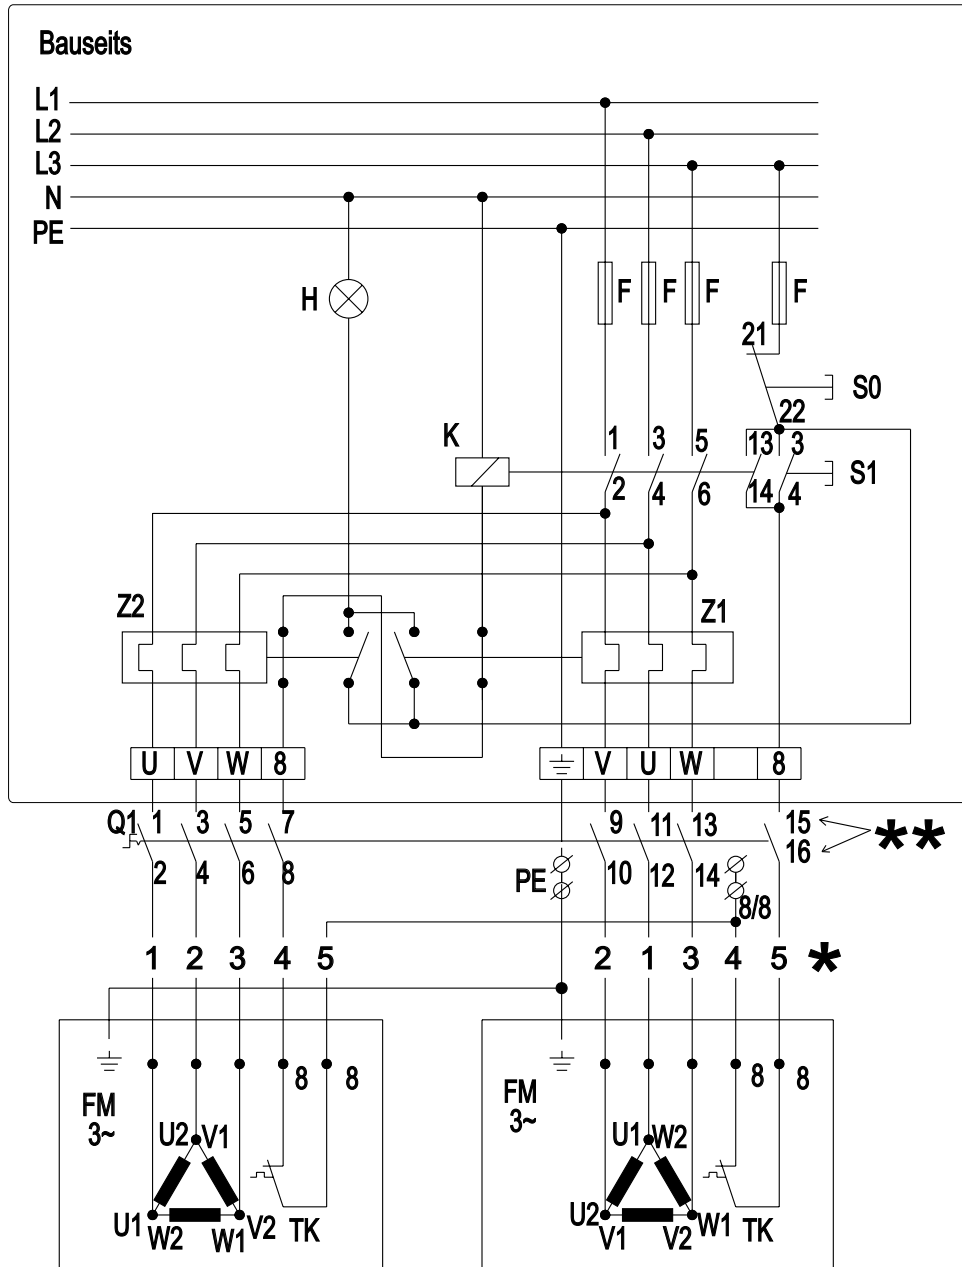 Bauseits
L1
L2
L3
N
PE
H F F F F
21
S0
22
K 1 3 5 13 3
S1
2 4 6 14 4
Z2 Z1
U V W 8 V U W 8
Q1 1 3 5 7 9 11 13 15 **
2 4 6 8 PE 10 12 14 16
8/8
1 2 3 4 5 2 1 3 4 5 *
8 8 8 8
FM
3~
FM
3~
U2 V1 U1 W2
U1 W2 W1 V2 TK U2 V1 V2 W1 TK